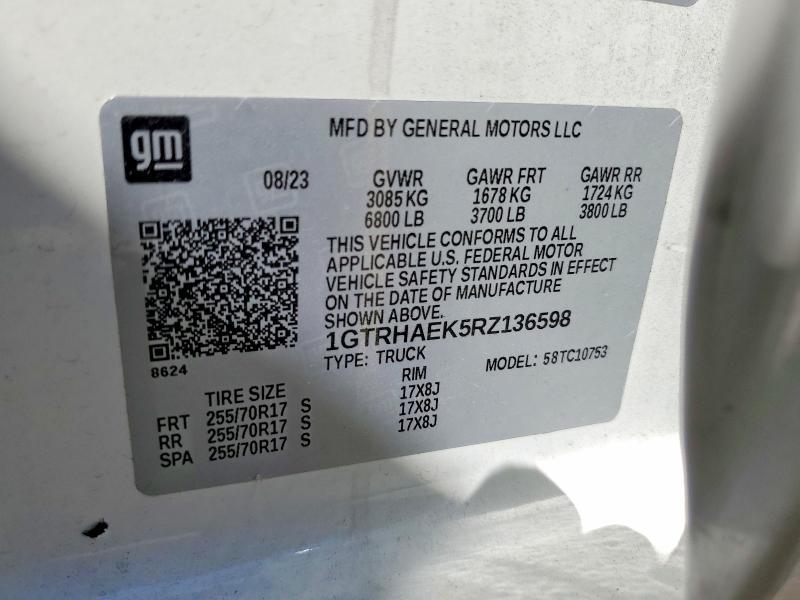 gm
MFD BY GENERAL MOTORS LLC
08/23 GVWR GAWR FRT GAWR RR
3085 KG 1678 KG 1724 KG
6800 LB 3700 LB 3800 LB
THIS VEHICLE CONFORMS TO ALL
APPLICABLE U.S. FEDERAL MOTOR
VEHICLE SAFETY STANDARDS IN EFFECT
ON THE DATE OF MANUFACTURE
SHOWN ABOVE.
1GTRHAEK5RZ136598
TYPE: TRUCK MODEL: 58TC10753
8624
TIRE SIZE RIM
FRT 255/70R17 S 17X8J
RR 255/70R17 S 17X8J
SPA 255/70R17 S 17X8J